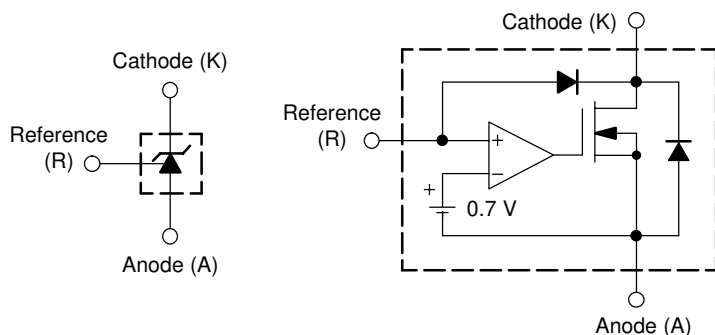 Cathode (K)
Reference
(R)
Anode (A)
Cathode (K)
Reference
(R)
+
−
+
0.7 V
Anode (A)